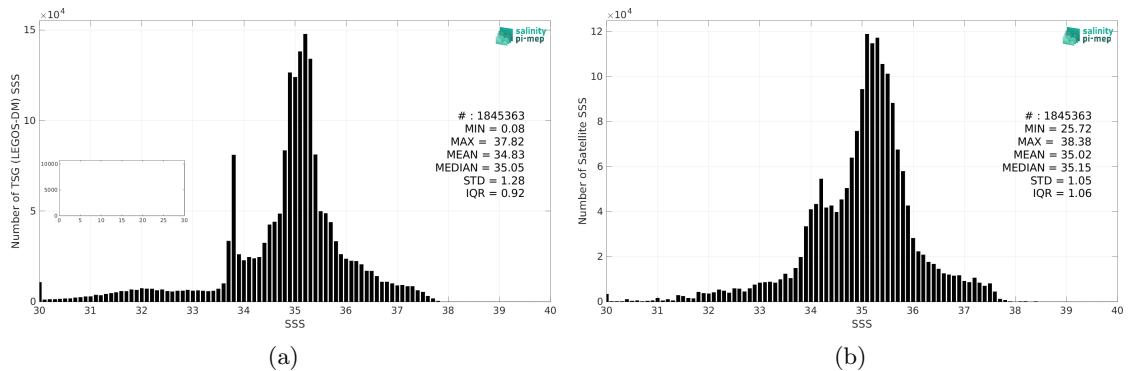 ×10⁴
15
10
5
0
Number of TSG (LEGOS-DM) SSS
salinity
pi-mep
# : 1845363
MIN = 0.08
MAX = 37.82
MEAN = 34.83
MEDIAN = 35.05
STD = 1.28
IQR = 0.92
10000
5000
0
0 5 10 15 20 25 30
30 31 32 33 34 35 36 37 38 39 40
SSS
(a)
×10⁴
12
10
8
6
4
2
0
Number of Satellite SSS
salinity
pi-mep
# : 1845363
MIN = 25.72
MAX = 38.38
MEAN = 35.02
MEDIAN = 35.15
STD = 1.05
IQR = 1.06
30 31 32 33 34 35 36 37 38 39 40
SSS
(b)